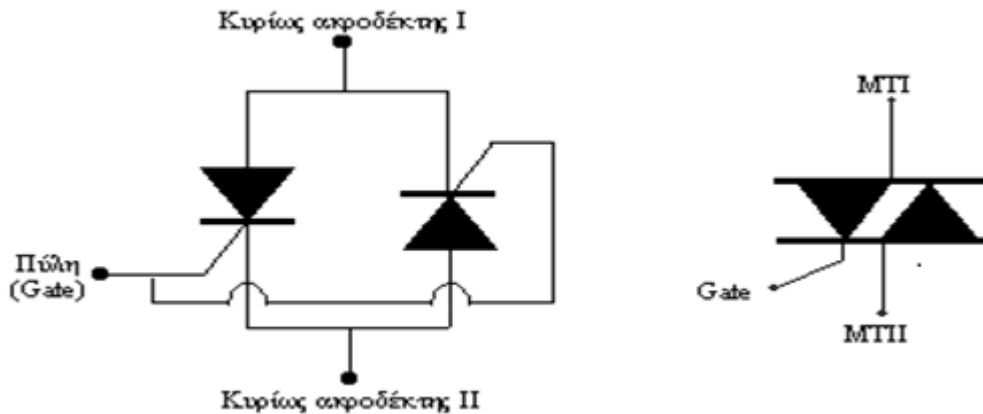 Κυρίως ακροδέκτης Ι
Πύλη
(Gate)
Κυρίως ακροδέκτης ΙΙ
MTI
Gate
MTII